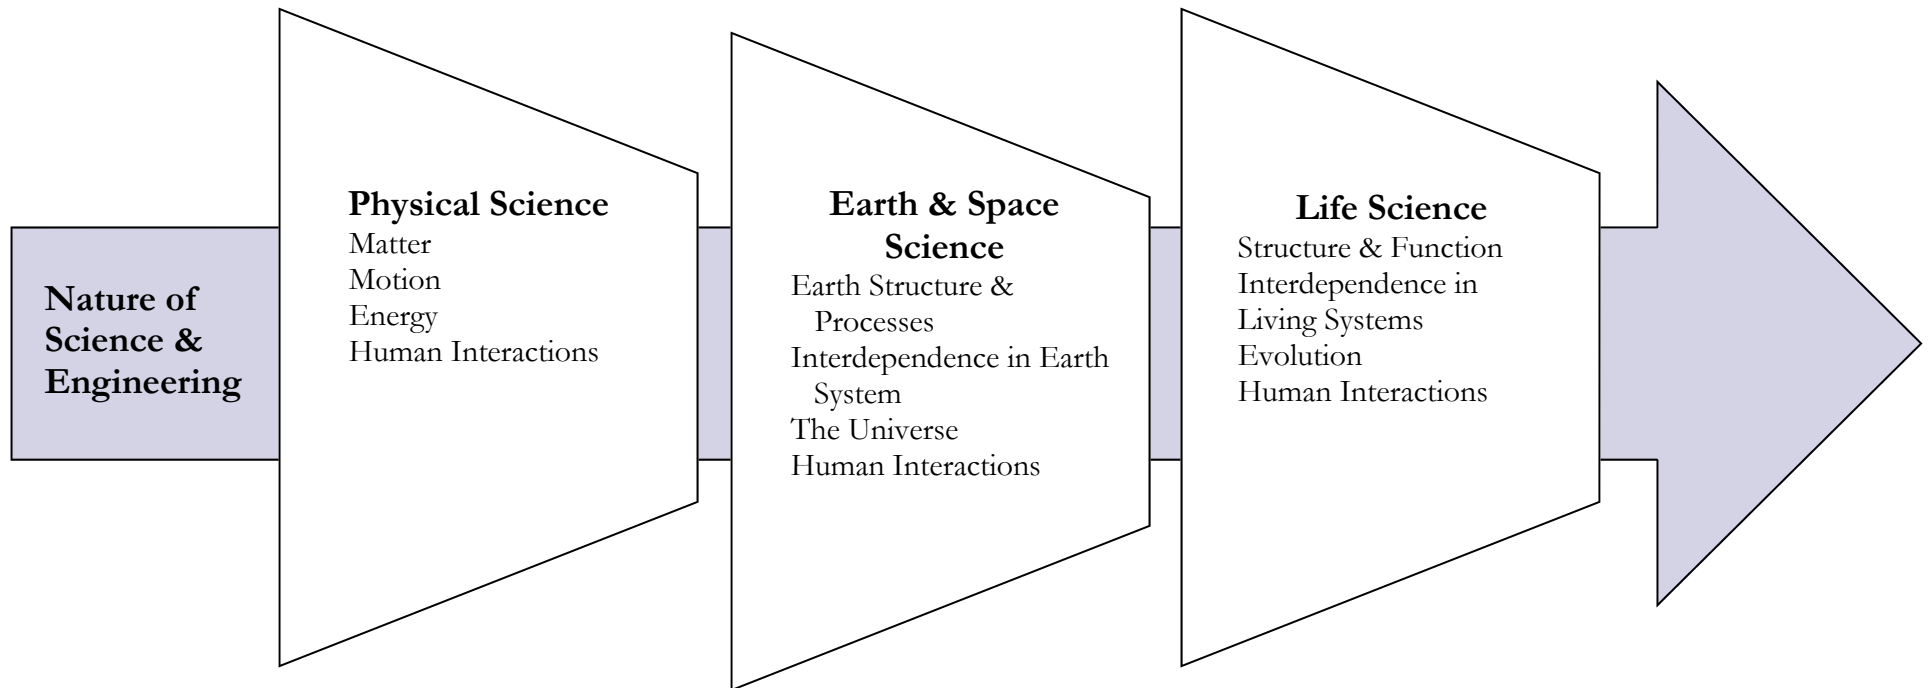 Nature of
Science &
Engineering
Physical Science
Matter
Motion
Energy
Human Interactions
Earth & Space
Science
Earth Structure &
Processes
Interdependence in Earth
System
The Universe
Human Interactions
Life Science
Structure & Function
Interdependence in
Living Systems
Evolution
Human Interactions